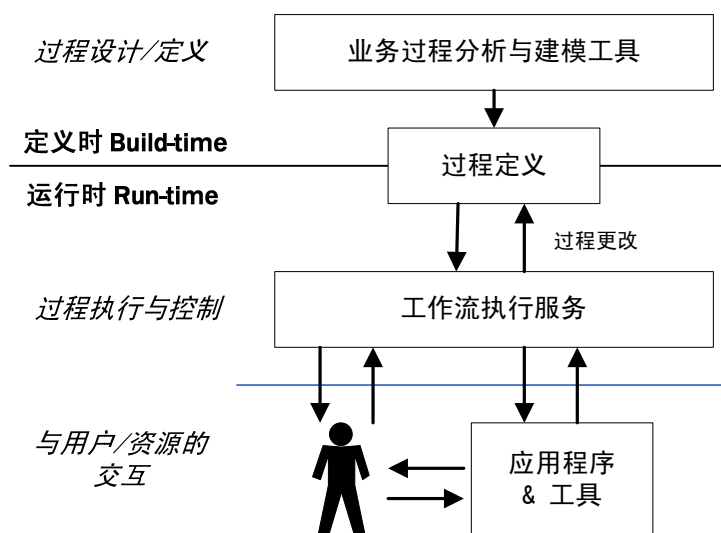 过程设计/定义
业务过程分析与建模工具
定义时 Build-time
过程定义
运行时 Run-time
过程更改
过程执行与控制
工作流执行服务
与用户/资源的
交互
应用程序
& 工具